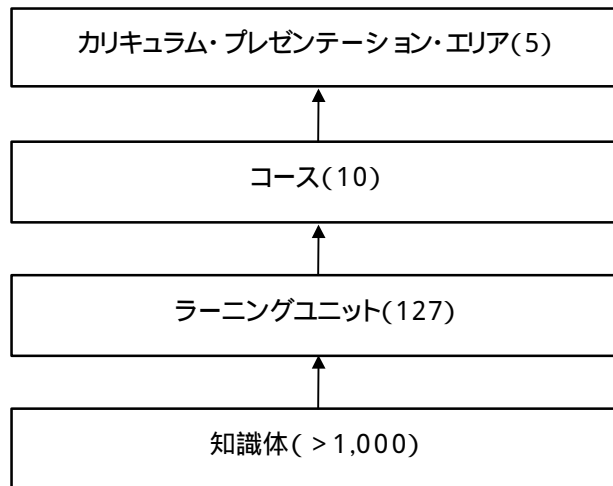 カリキュラム・プレゼンテーション・エリア(5)
コース(10)
ラーニングユニット(127)
知識体(>1,000)